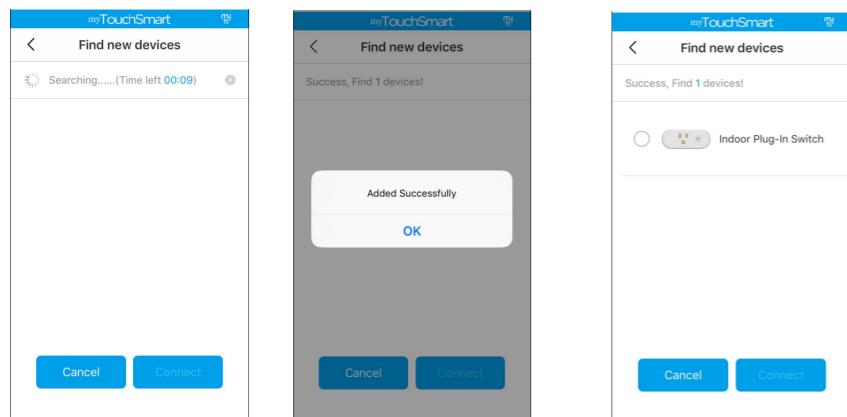 myTouchSmart
Find new devices
Searching......(Time left 00:09)
Cancel
Connect
myTouchSmart
Find new devices
Success, Find 1 devices!
Added Successfully
OK
Cancel
Connect
myTouchSmart
Find new devices
Success, Find 1 devices!
Indoor Plug-In Switch
Cancel
Connect